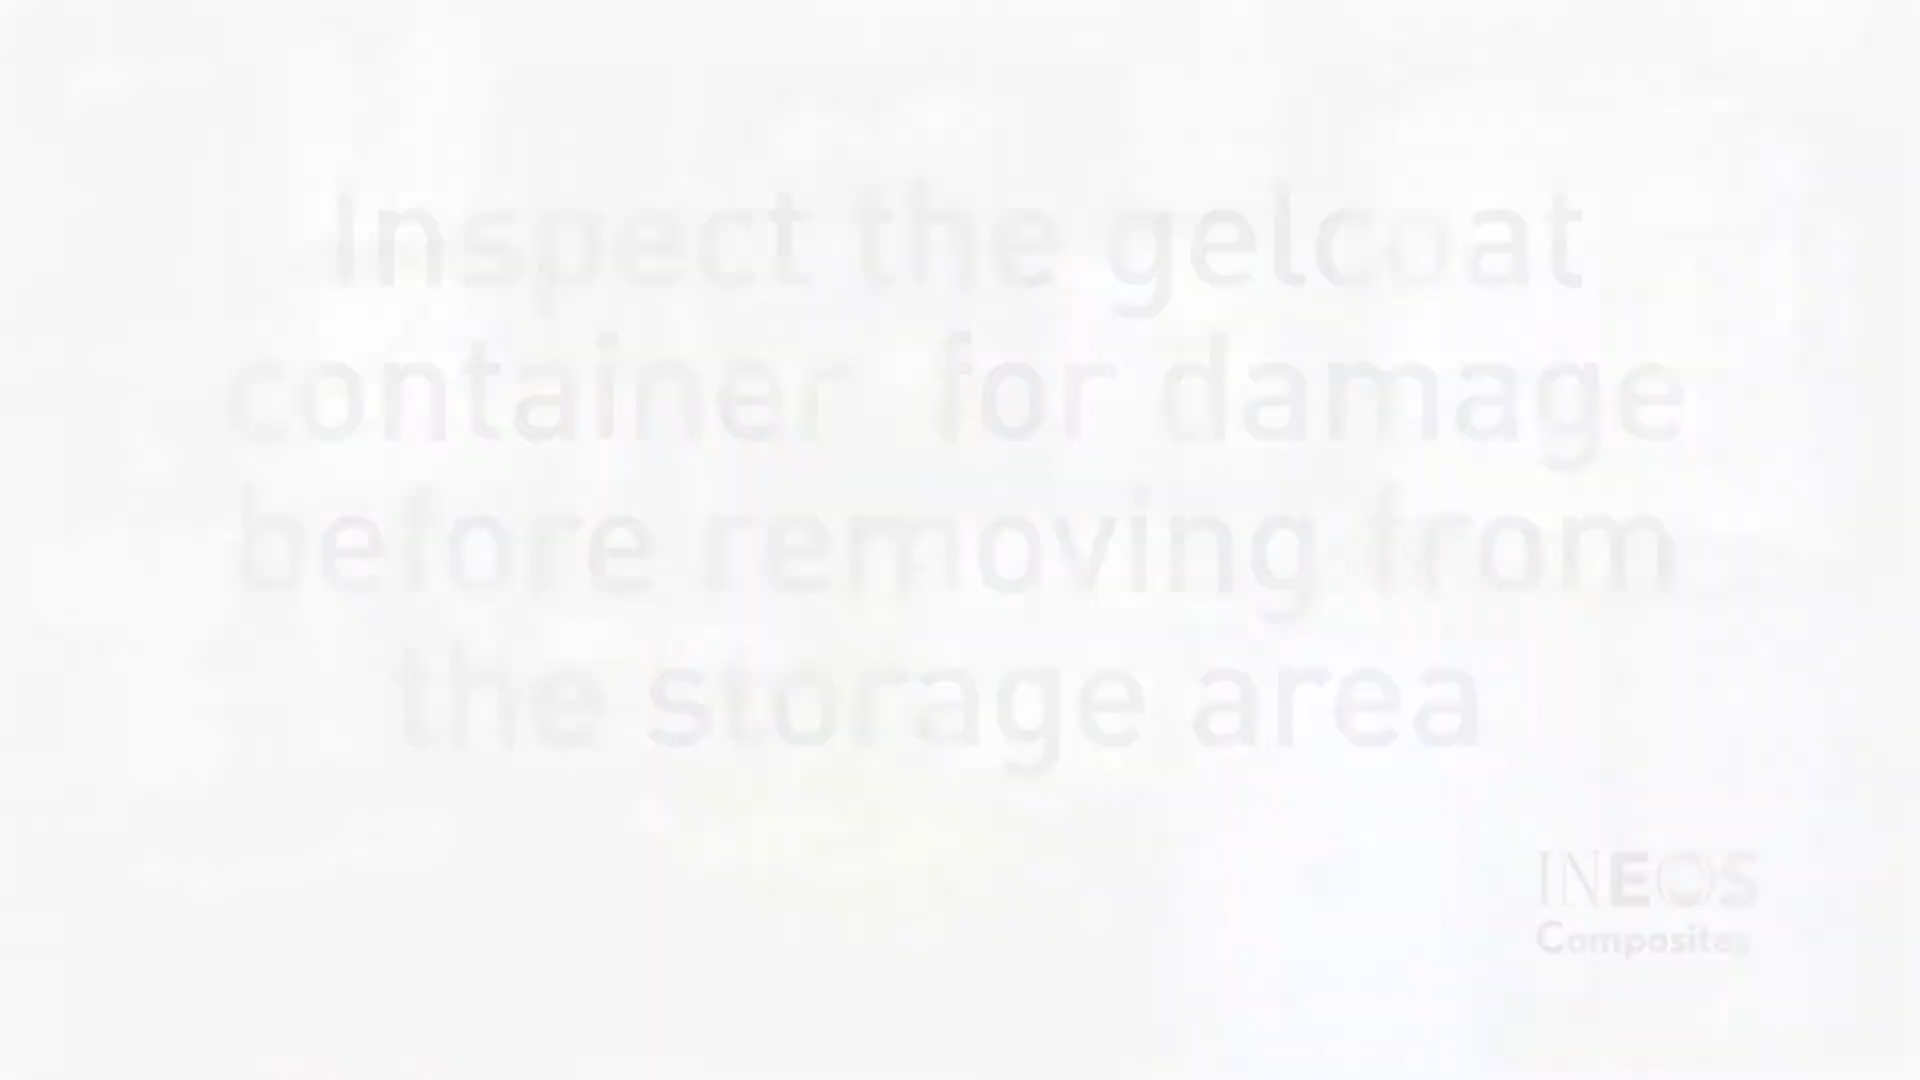 Inspect the gelcoat
container for damage
before removing from
the storage area
INEOS
Composites